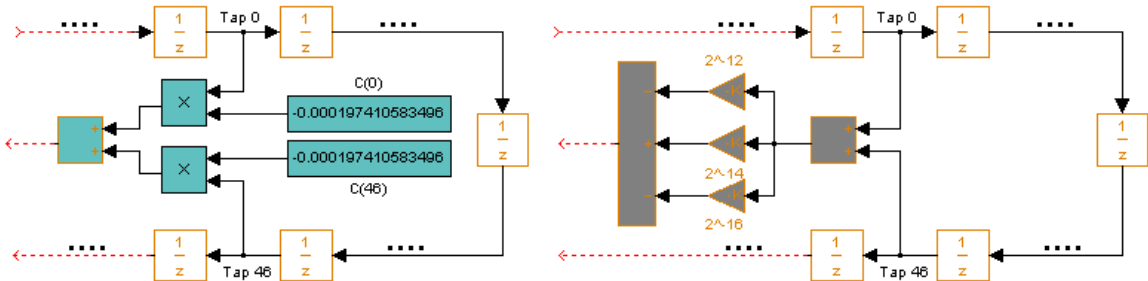 .... Tap 0 .... .... Tap 0 ....
1 z 1 z 1 z 1 z
C(0) 2^-12
× -0.000197410583496 - -K-
+ + 1 z + -K- + + 1 z
× -0.000197410583496 2^-14
C(46) - -K-
2^-16
.... .... .... ....
1 z 1 z 1 z 1 z
Tap 46 Tap 46